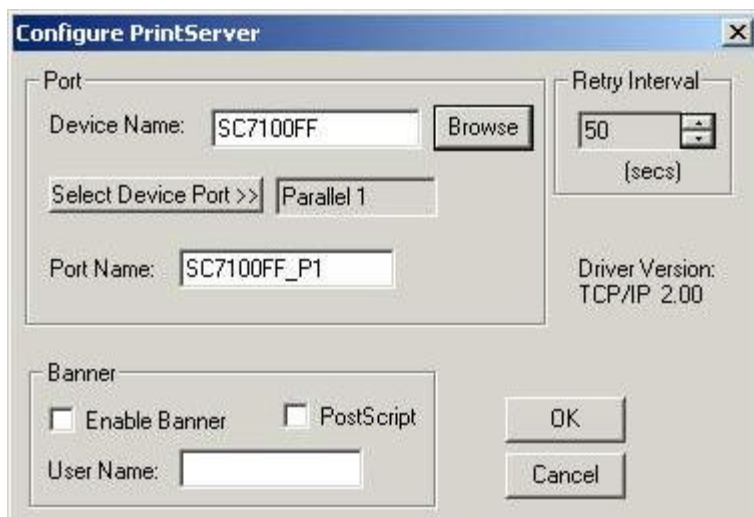 Configure PrintServer
Port
Device Name: SC7100FF Browse
Select Device Port >> Parallel 1
Port Name: SC7100FF_P1
Retry Interval
50
(secs)
Driver Version:
TCP/IP 2.00
Banner
Enable Banner PostScript
User Name:
OK
Cancel